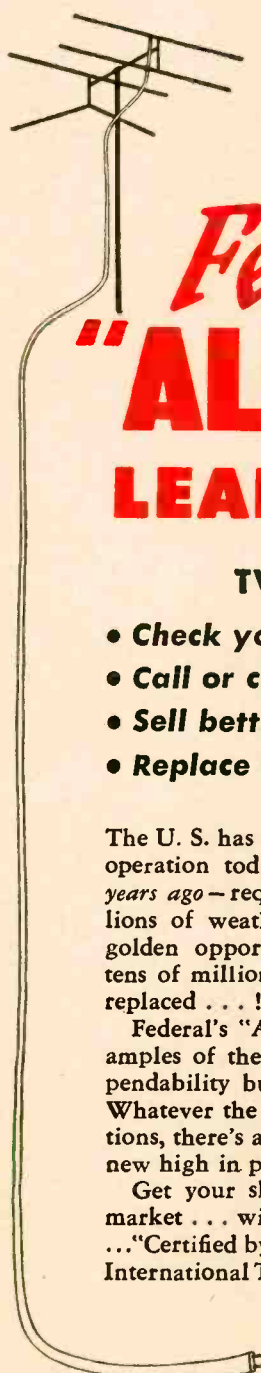 Fe
"AL
LEA
TV
• Check yo
• Call or c
• Sell bett
• Replace
The U. S. has
operation tod
years ago—req
lions of weat
golden oppor
tens of million
replaced . . . !
Federal's "A
amples of the
pendability bu
Whatever the
tions, there's a
new high in p
Get your sh
market . . . wi
..."Certified by
International T